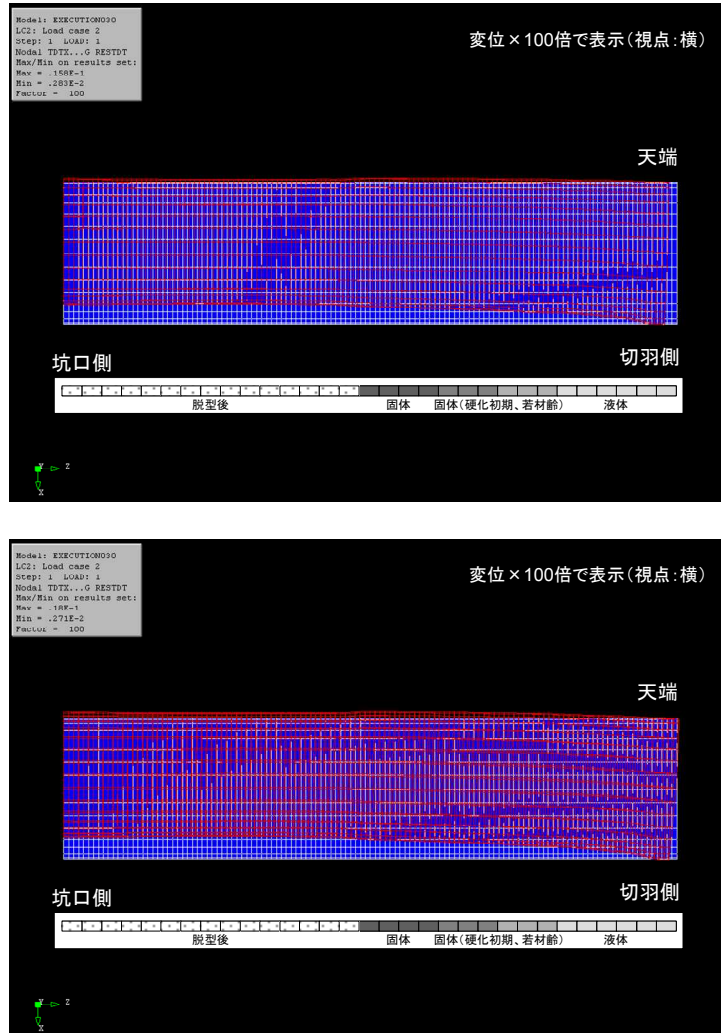 Model: EXECUTION030
LC2: Load case 2
Step: 1 LOAD: 1
Nodal TDTX...G RESTDT
Max/Min on results set:
Max = .158E-1
Min = .283E-2
Factor = 100
変位×100倍で表示(視点:横)
天端
坑口側
切羽側
脱型後 固体 固体(硬化初期、若材齢) 液体
Y Z
X
Model: EXECUTION030
LC2: Load case 2
Step: 1 LOAD: 1
Nodal TDTX...G RESTDT
Max/Min on results set:
Max = .18E-1
Min = .271E-2
Factor = 100
変位×100倍で表示(視点:横)
天端
坑口側
切羽側
脱型後 固体 固体(硬化初期、若材齢) 液体
Y Z
X